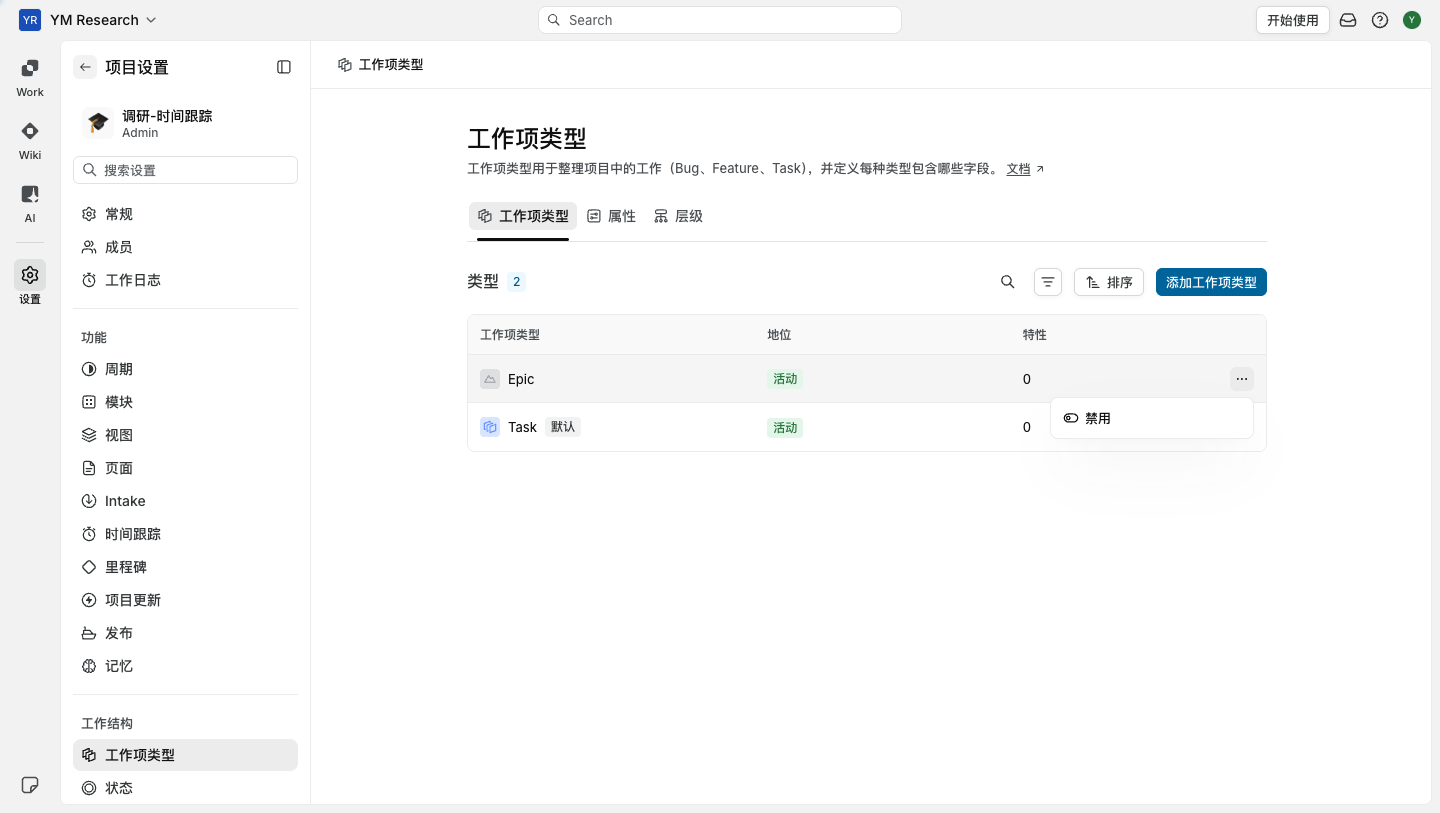 YR YM Research
Search
开始使用
Y
Work
Wiki
AI
设置
项目设置
调研-时间跟踪
Admin
搜索设置
常规
成员
工作日志
功能
周期
模块
视图
页面
Intake
时间跟踪
里程碑
项目更新
发布
记忆
工作结构
工作项类型
状态
工作项类型
工作项类型
工作项类型用于整理项目中的工作（Bug、Feature、Task），并定义每种类型包含哪些字段。 文档
工作项类型 属性 层级
类型 2
排序 添加工作项类型
工作项类型 地位 特性
Epic 活动 0
禁用
Task 默认 活动 0